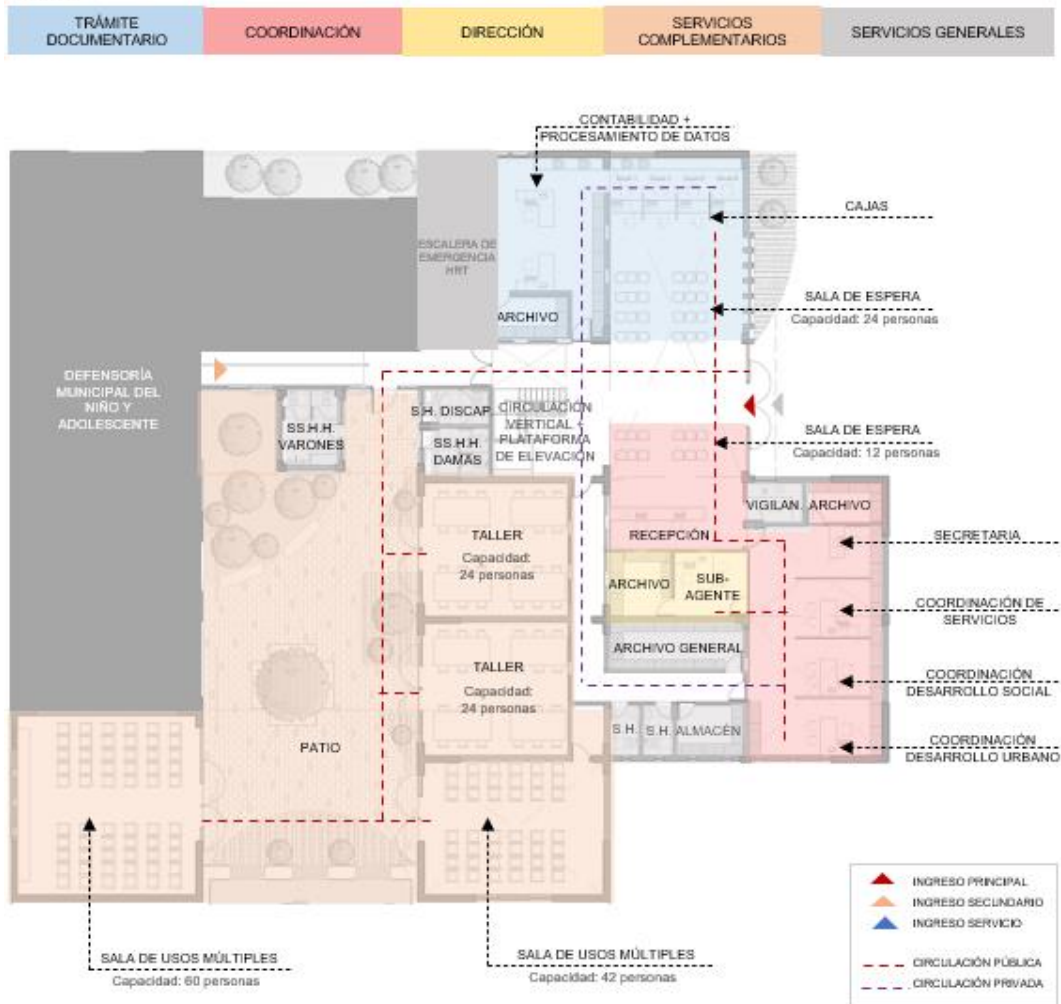 TRÁMITE
DOCUMENTARIO
COORDINACIÓN
DIRECCIÓN
SERVICIOS
COMPLEMENTARIOS
SERVICIOS GENERALES
CONTABILIDAD +
PROCESAMIENTO DE DATOS
CAJAS
ESCALERA DE
EMERGENCIA
HRT
SALA DE ESPERA
Capacidad: 24 personas
ARCHIVO
DEFENSORÍA
MUNICIPAL DEL
NIÑO Y
ADOLESCENTE
SS.H.H.
VARONES
S.H. DISCAP.
SS.H.H.
DAMAS
CIRCULACIÓN
VERTICAL +
PLATAFORMA
DE ELEVACIÓN
SALA DE ESPERA
Capacidad: 12 personas
VIGILAN.
ARCHIVO
RECEPCIÓN
SECRETARIA
TALLER
Capacidad:
24 personas
ARCHIVO
SUB-
AGENTE
COORDINACIÓN DE
SERVICIOS
ARCHIVO GENERAL
TALLER
Capacidad:
24 personas
COORDINACIÓN
DESARROLLO SOCIAL
S.H.
S.H.
ALMACÉN
PATIO
COORDINACIÓN
DESARROLLO URBANO
SALA DE USOS MÚLTIPLES
Capacidad: 60 personas
SALA DE USOS MÚLTIPLES
Capacidad: 42 personas
INGRESO PRINCIPAL
INGRESO SECUNDARIO
INGRESO SERVICIO
CIRCULACIÓN PÚBLICA
CIRCULACIÓN PRIVADA